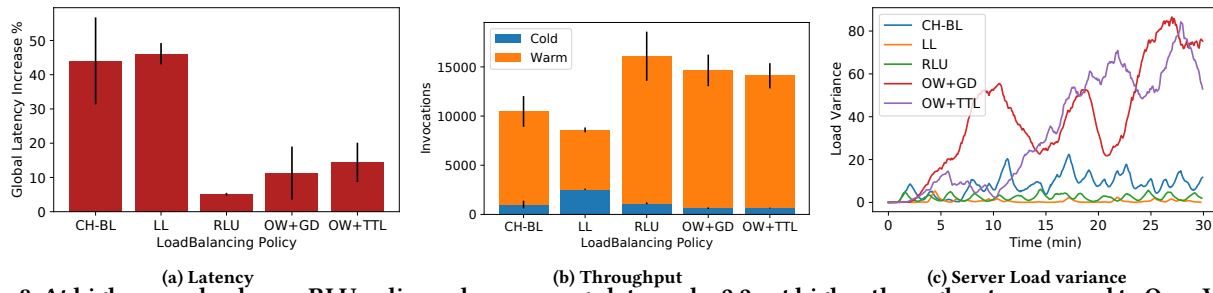 Global Latency Increase %
50
40
30
20
10
0
CH-BL LL RLU OW+GD OW+TTL
LoadBalancing Policy
(a) Latency
Invocations
15000
10000
5000
0
Cold
Warm
CH-BL LL RLU OW+GD OW+TTL
LoadBalancing Policy
(b) Throughput
Load Variance
80
60
40
20
0
CH-BL
LL
RLU
OW+GD
OW+TTL
0 5 10 15 20 25 30
Time (min)
(c) Server Load variance